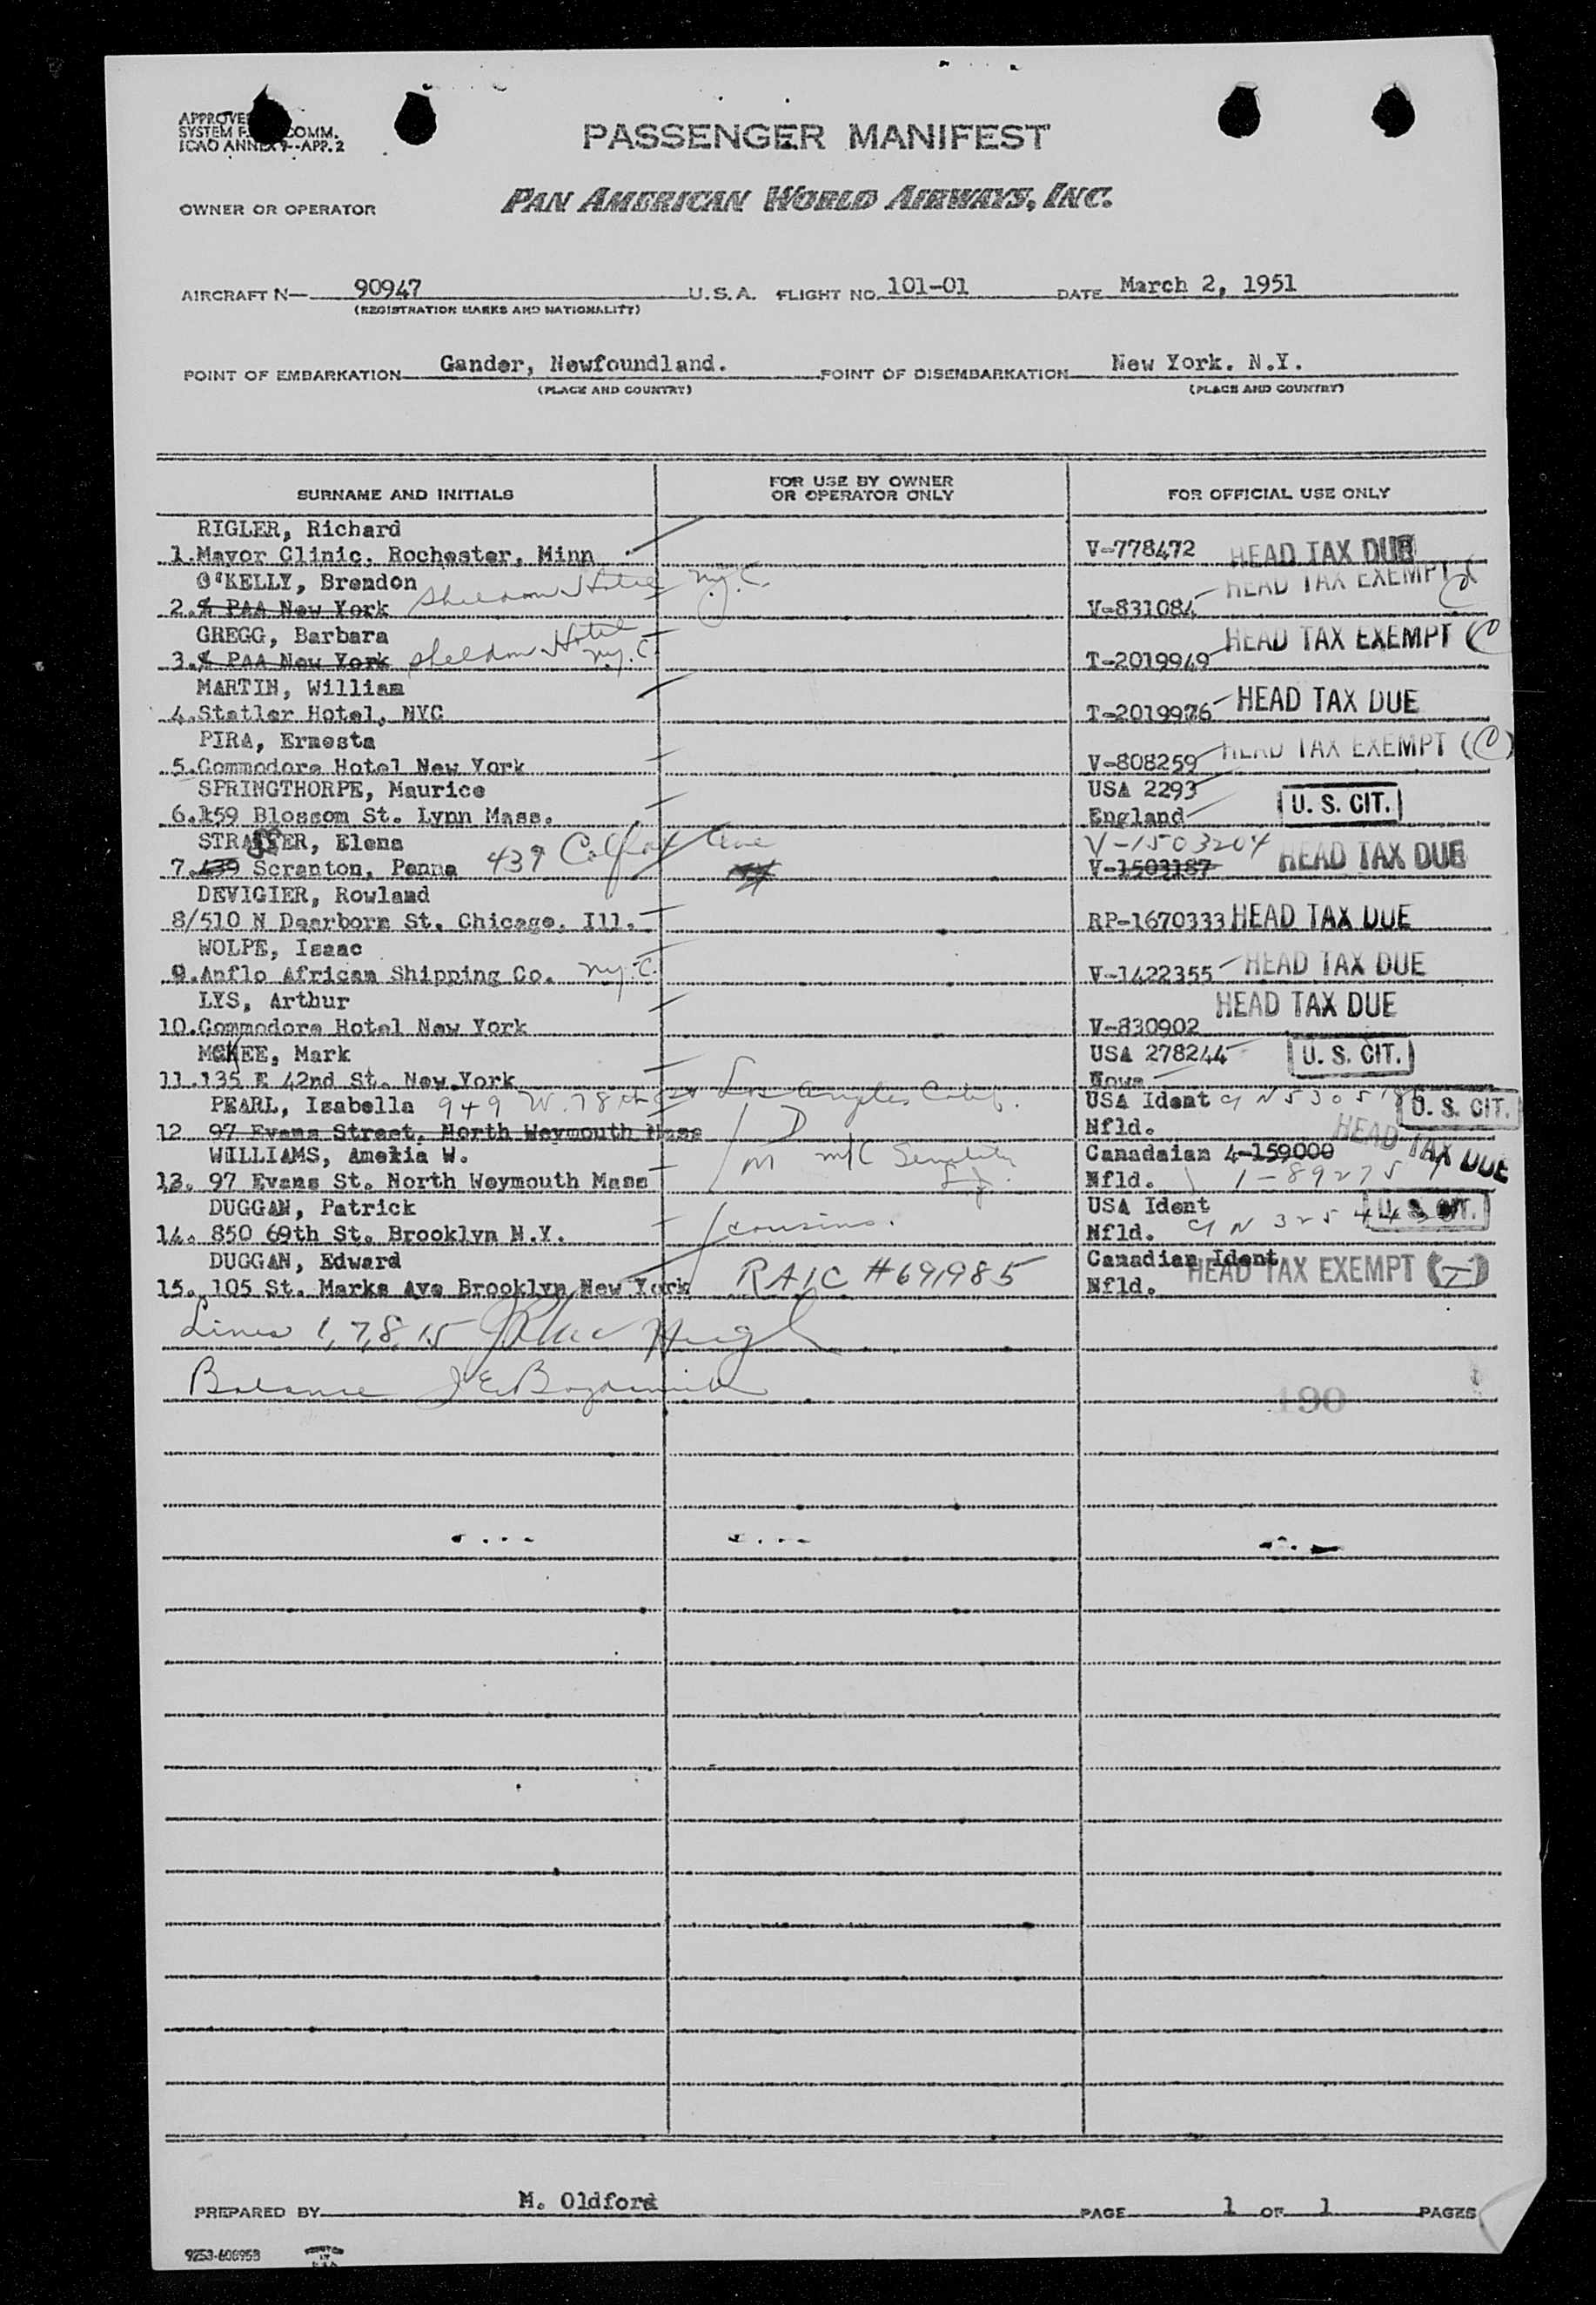 APPROVE
SYSTEM F. COMM.
ICAO ANNEX 9--APP.2
PASSENGER MANIFEST
OWNER OR OPERATOR
PAN AMERICAN WORLD AIRWAYS, INC.
AIRCRAFT N— 90947 U.S.A. FLIGHT NO. 101-01 DATE March 2, 1951
(REGISTRATION MARKS AND NATIONALITY)
POINT OF EMBARKATION Gander, Newfoundland. POINT OF DISEMBARKATION New York. N.Y.
(PLACE AND COUNTRY) (PLACE AND COUNTRY)
SURNAME AND INITIALS FOR USE BY OWNER OR OPERATOR ONLY FOR OFFICIAL USE ONLY
RIGLER, Richard
1.Mayor Clinic. Rochester, Minn V-778472 HEAD TAX DUE
O'KELLY, Brendon Sheldon Hotel N.Y.C. HEAD TAX EXEMPT (C
2.% PAA New York V-831084
GREGG, Barbara HEAD TAX EXEMPT (C
3.% PAA New York Sheldon Hotel N.Y.C. T-2019949
MARTIN, William
4.Statler Hotel, NYC T-2019976 HEAD TAX DUE
PIRA, Ernesta
5.Commodore Hotel New York V-808259 HEAD TAX EXEMPT (C)
SPRINGTHORPE, Maurice USA 2293
6.159 Blossom St. Lynn Mass. England U. S. CIT.
STRASSER, Elena V-1503204
7.439 Scranton, Penna 439 Colfax Ave V-1503187 HEAD TAX DUE
DEVIGIER, Rowland
8/510 N Dearborn St. Chicago, Ill. RP-1670333 HEAD TAX DUE
WOLPE, Isaac
9.Anflo African Shipping Co. N.Y.C. V-1422355 HEAD TAX DUE
LYS, Arthur HEAD TAX DUE
10.Commodore Hotel New York V-830902
MCKEE, Mark USA 278244 U. S. CIT.
11.135 E 42nd St. New York
PEARL, Isabella 949 W. 78th St Los Angeles Calif. USA Ident U. S. CIT.
12 97 Evans Street, North Weymouth Mass D Nfld.
WILLIAMS, Amelia W. Canadaian 4-159000 HEAD TAX DUE
13. 97 Evans St. North Weymouth Mass M Nfld. 1-89275
DUGGAN, Patrick USA Ident
14. 850 69th St. Brooklyn N.Y. cousins. Nfld. U. S. CIT.
DUGGAN, Edward Canadian Ident HEAD TAX EXEMPT (T)
15. 105 St. Marks Ave Brooklyn New York RAIC #691985 Nfld.
Lines 1, 7, 8, 15
Balance
190
PREPARED BY M. Oldford PAGE 1 OF 1 PAGES
9253-608953